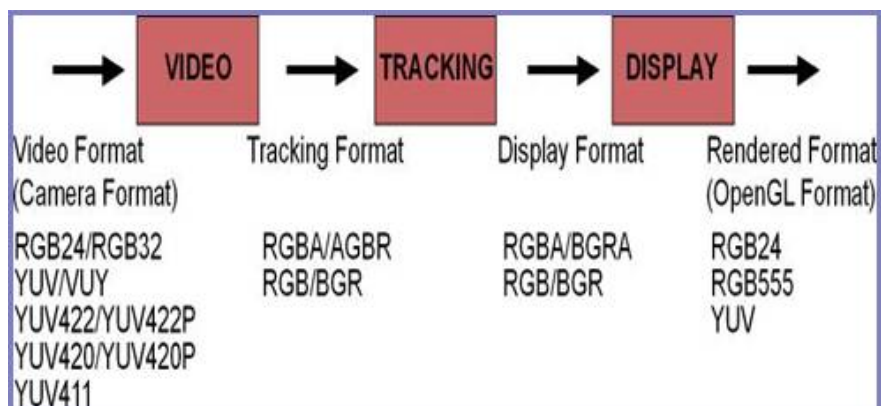 VIDEO TRACKING DISPLAY
Video Format Tracking Format Display Format Rendered Format
(Camera Format) (OpenGL Format)
RGB24/RGB32 RGBA/AGBR RGBA/BGRA RGB24
YUV/VUY RGB/BGR RGB/BGR RGB555
YUV422/YUV422P YUV
YUV420/YUV420P
YUV411